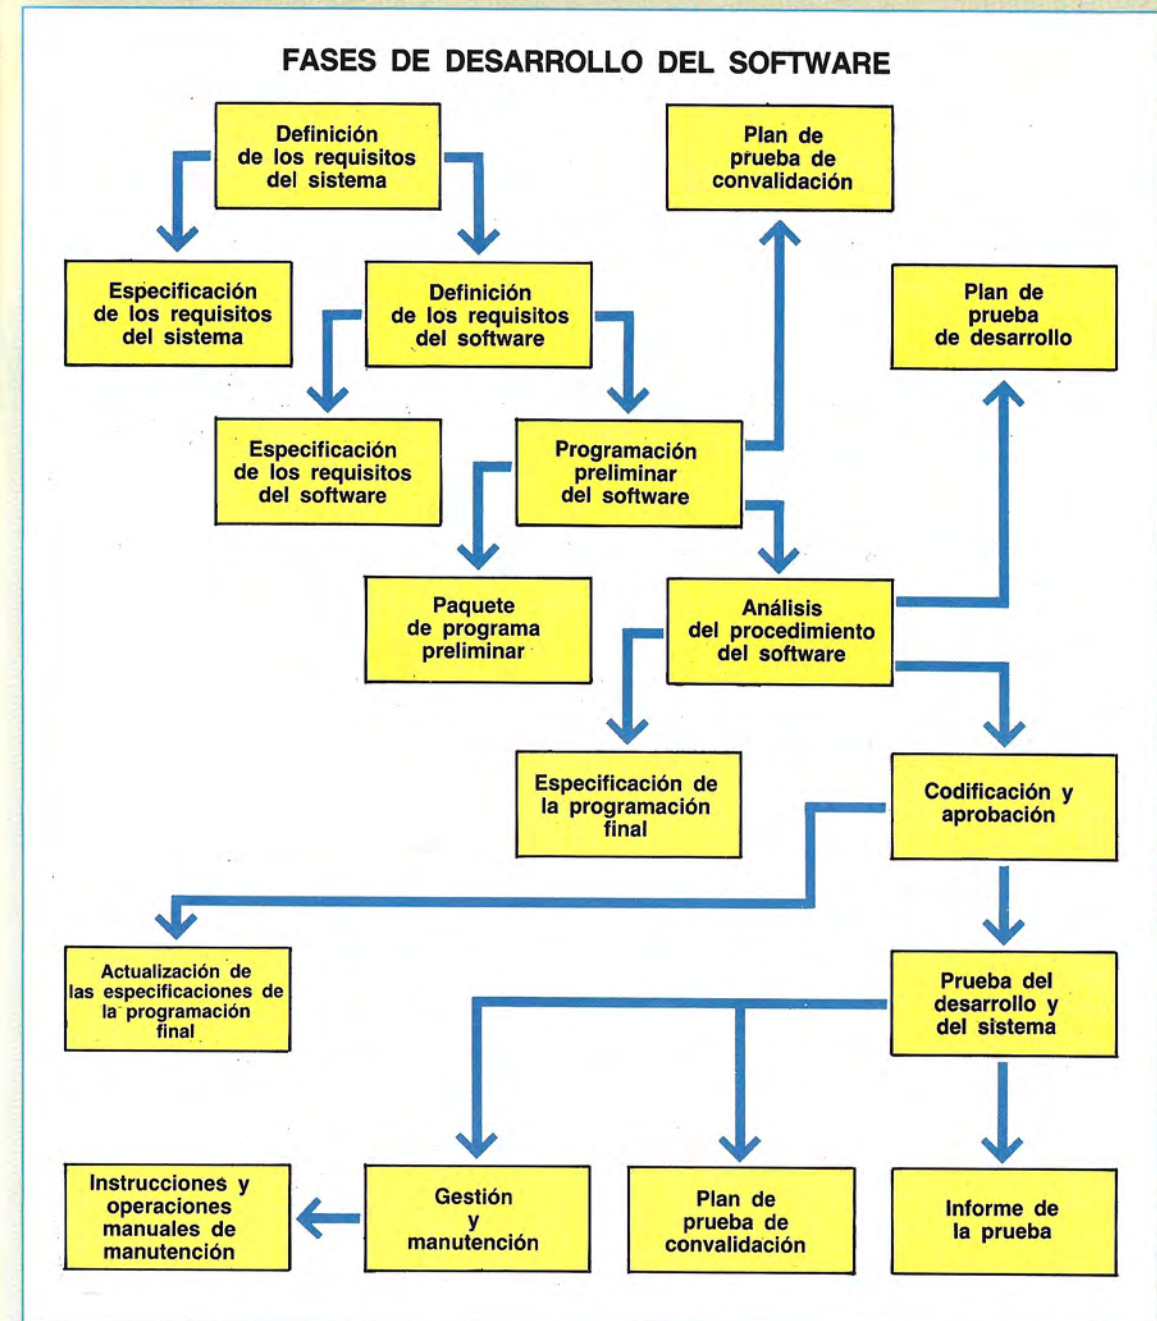 FASES DE DESARROLLO DEL SOFTWARE
Definición
de los requisitos
del sistema
Plan de
prueba de
convalidación
Especificación
de los requisitos
del sistema
Definición
de los requisitos
del software
Plan de
prueba
de desarrollo
Especificación
de los requisitos
del software
Programación
preliminar
del software
Paquete
de programa
preliminar
Análisis
del procedimiento
del software
Especificación de
la programación
final
Codificación y
aprobación
Actualización de
las especificaciones de
la programación
final
Prueba del
desarrollo y
del sistema
Instrucciones y
operaciones
manuales de
manutención
Gestión
y
manutención
Plan de
prueba de
convalidación
Informe de
la prueba